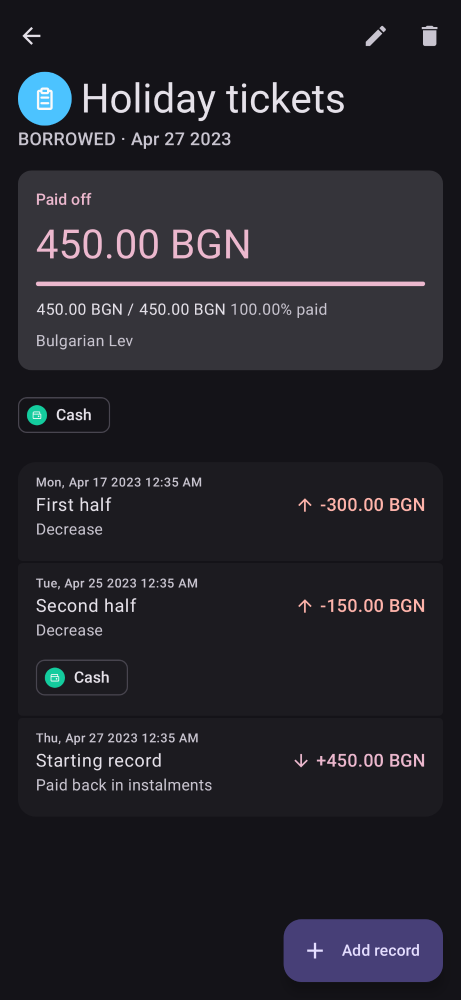 Holiday tickets
BORROWED · Apr 27 2023
Paid off
450.00 BGN
450.00 BGN / 450.00 BGN 100.00% paid
Bulgarian Lev
Cash
Mon, Apr 17 2023 12:35 AM
First half
-300.00 BGN
Decrease
Tue, Apr 25 2023 12:35 AM
Second half
-150.00 BGN
Decrease
Cash
Thu, Apr 27 2023 12:35 AM
Starting record
+450.00 BGN
Paid back in instalments
Add record